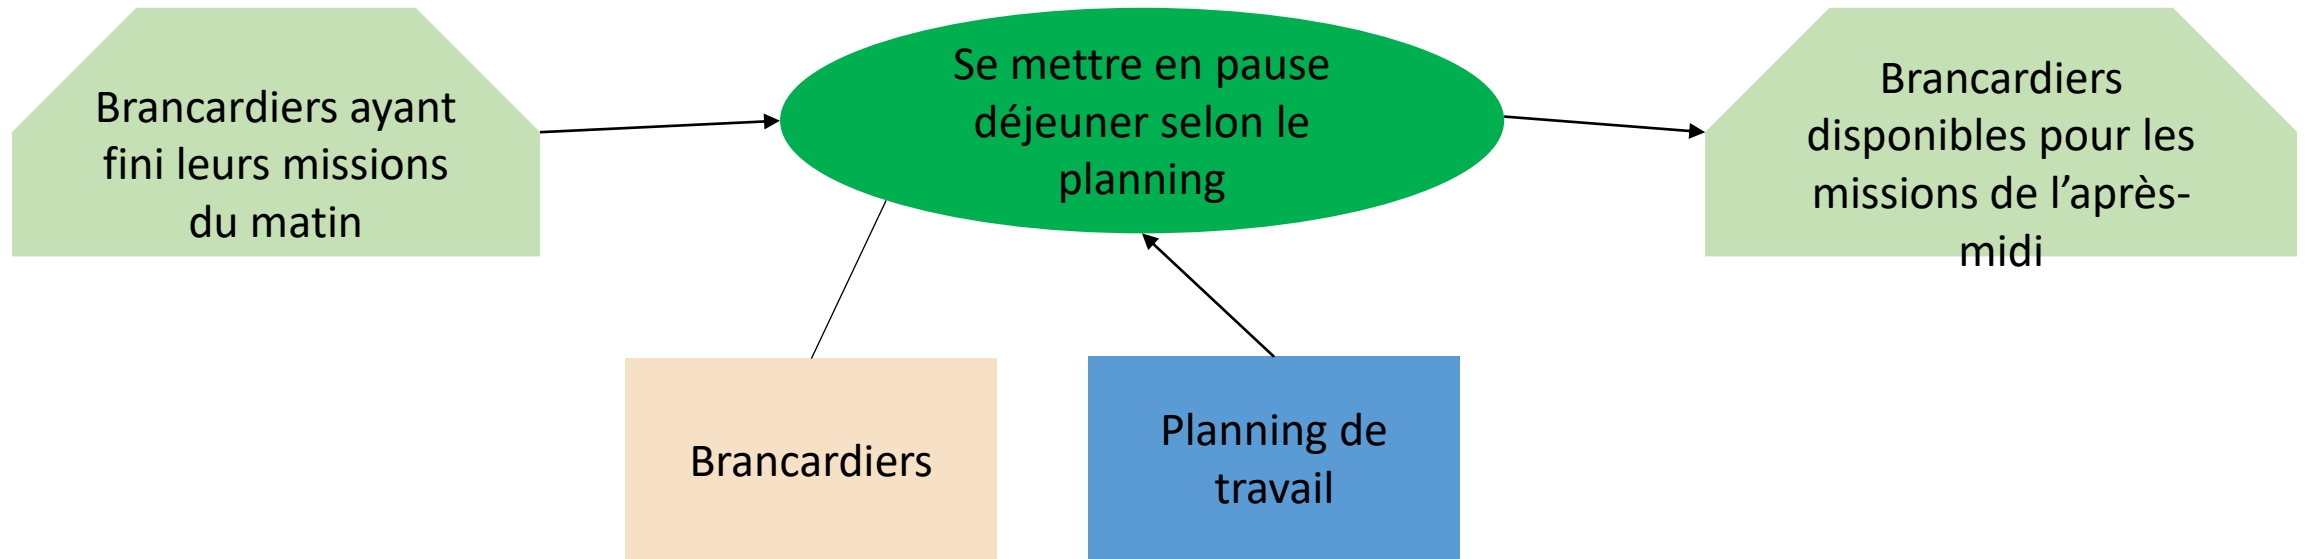 Brancardiers ayant
fini leurs missions
du matin
Se mettre en pause
déjeuner selon le
planning
Brancardiers
disponibles pour les
missions de l’après-
midi
Brancardiers
Planning de
travail